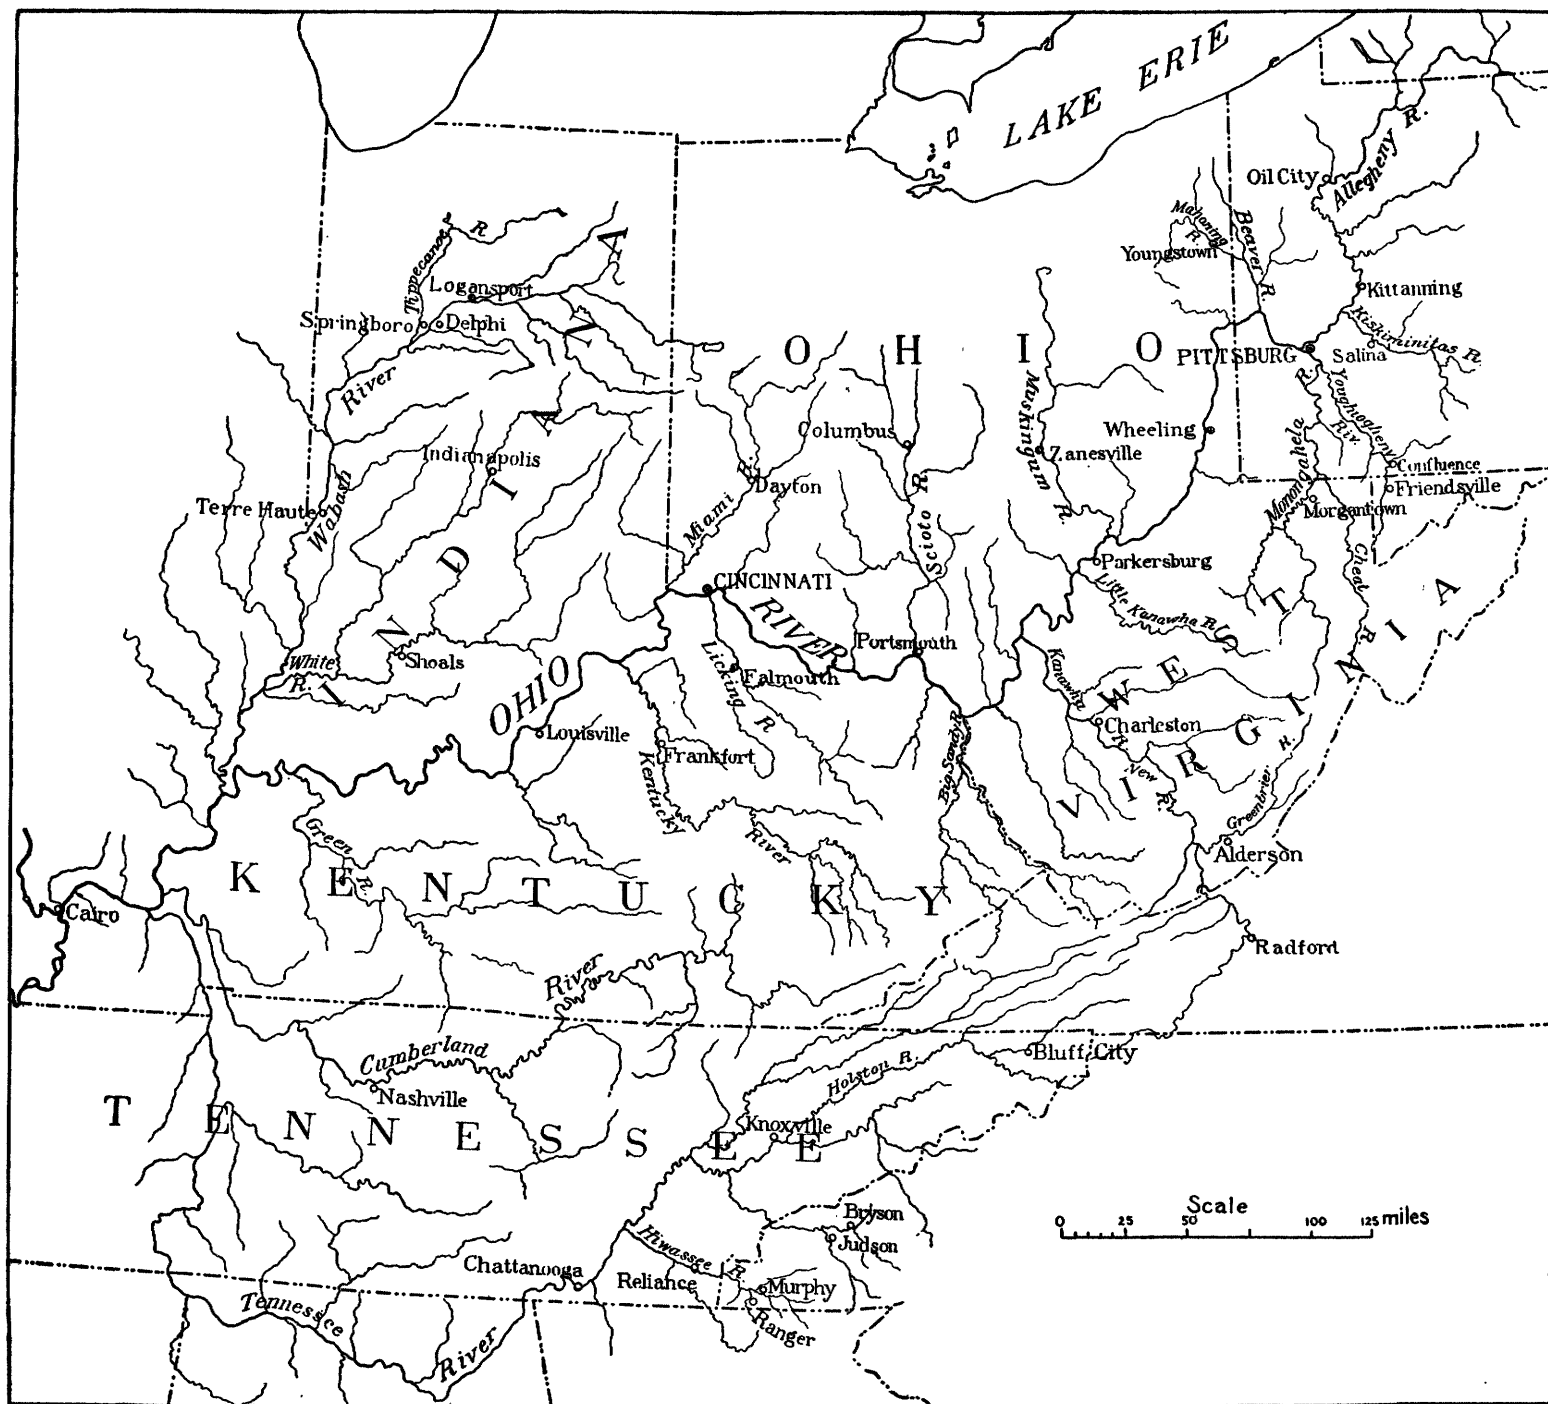 LAKE ERIE
Allegheny R.
Oil City
Mahoning R.
Beaver R.
Youngstown
Tippecanoe R
Logansport
Springboro
Delphi
Kittanning
Kiskiminitas R.
PITTSBURG
Salina
OHIO
River
Youghiogheny Riv.
Muskingum R.
Columbus
Wheeling
Zanesville
Monongahela R.
Confluence
Friendsville
Morgantown
Indianapolis
INDIANA
Dayton
Miami R.
Scioto R.
Terre Haute
Wabash
Cheat R.
Parkersburg
CINCINNATI
Little Kanawha R.
OHIO RIVER
Portsmouth
White R.
Shoals
Licking R
Falmouth
Kanawha R.
WEST VIRGINIA
Charleston
Louisville
Frankfort
Kentucky River
Big Sandy R.
New R.
Greenbrier R.
Alderson
Green R.
KENTUCKY
Cairo
Radford
River
Cumberland
Holston R.
Bluff City
Nashville
TENNESSEE
Knoxville
Bryson
Judson
Scale
0 25 50 100 125 miles
Hiwassee R.
Chattanooga
Reliance
Murphy
Ranger
Tennessce
River